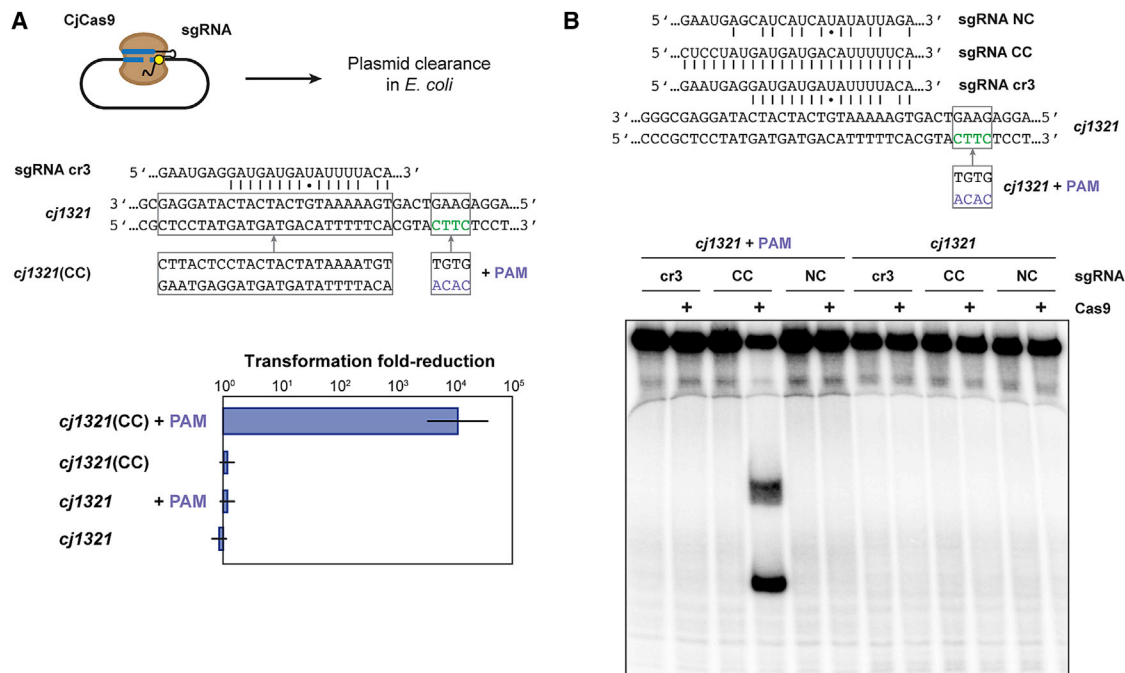 A
CjCas9
sgRNA
Plasmid clearance
in E. coli
sgRNA cr3 5‘…GAAUGAGGAUGAUGAUAUUUUACA…3’
3‘…GCGAGGATACTACTACTGTAAAAAGTGACTGAAGAGGA…5’
cj1321
5‘…CGCTCCTATGATGATGACATTTTTCACGTACTTCTCCT…3’
CTTACTCCTACTACTATAAAATGT TGTG
cj1321(CC) + PAM
GAATGAGGATGATGATATTTTACA ACAC
Transformation fold-reduction
10⁰ 10¹ 10² 10³ 10⁴ 10⁵
cj1321(CC) + PAM
cj1321(CC)
cj1321 + PAM
cj1321
B
5‘…GAAUGAGCAUCAUCAUAUAUUAGA…3’ sgRNA NC
5‘…CUCCUAUGAUGAUGACAUUUUUCA…3’ sgRNA CC
5‘…GAAUGAGGAUGAUGAUAUUUUACA…3’ sgRNA cr3
3‘…GGGCGAGGATACTACTACTGTAAAAAGTGACTGAAGAGGA…5’
cj1321
5‘…CCCGCTCCTATGATGATGACATTTTTCACGTACTTCTCCT…3’
TGTG
cj1321 + PAM
ACAC
cj1321 + PAM cj1321
cr3 CC NC cr3 CC NC sgRNA
+ + + + + + Cas9